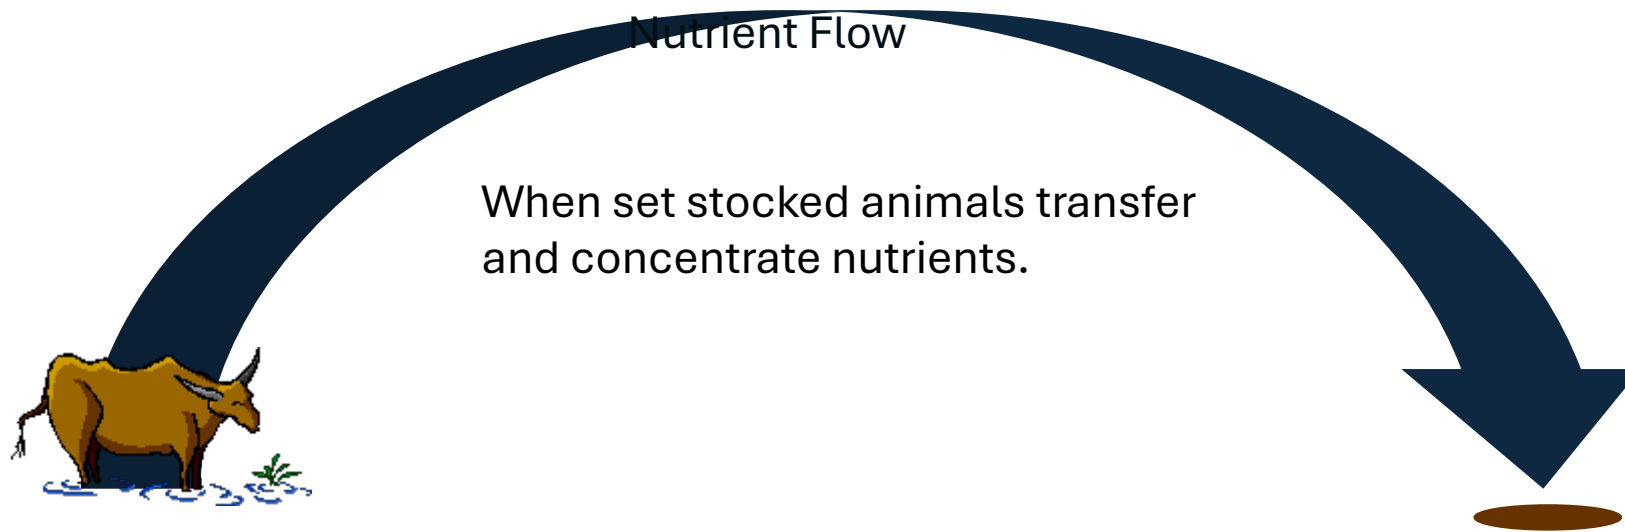 Nutrient Flow
When set stocked animals transfer
and concentrate nutrients.